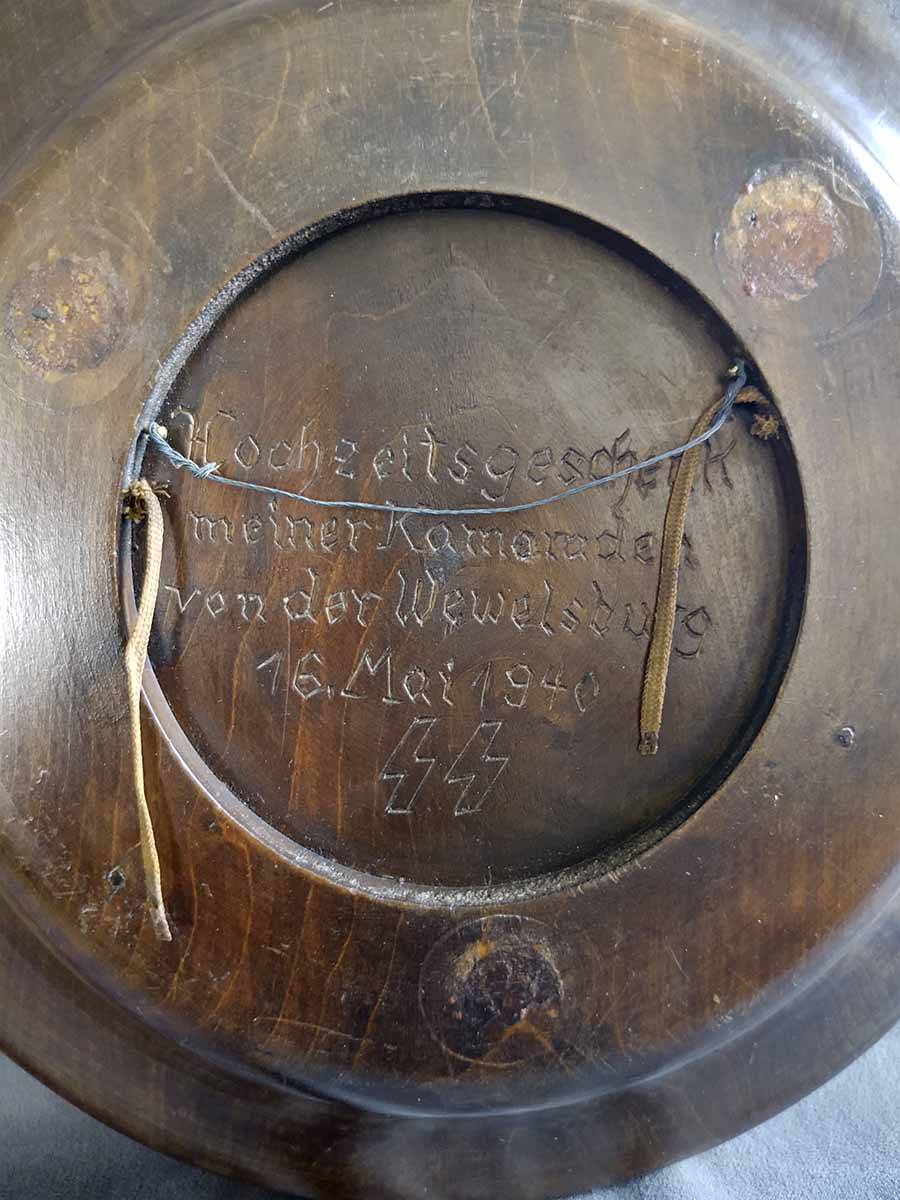 Hochzeitsgeschenk
meiner Kameraden
von der Wewelsburg
16. Mai 1940
ᛋᛋ